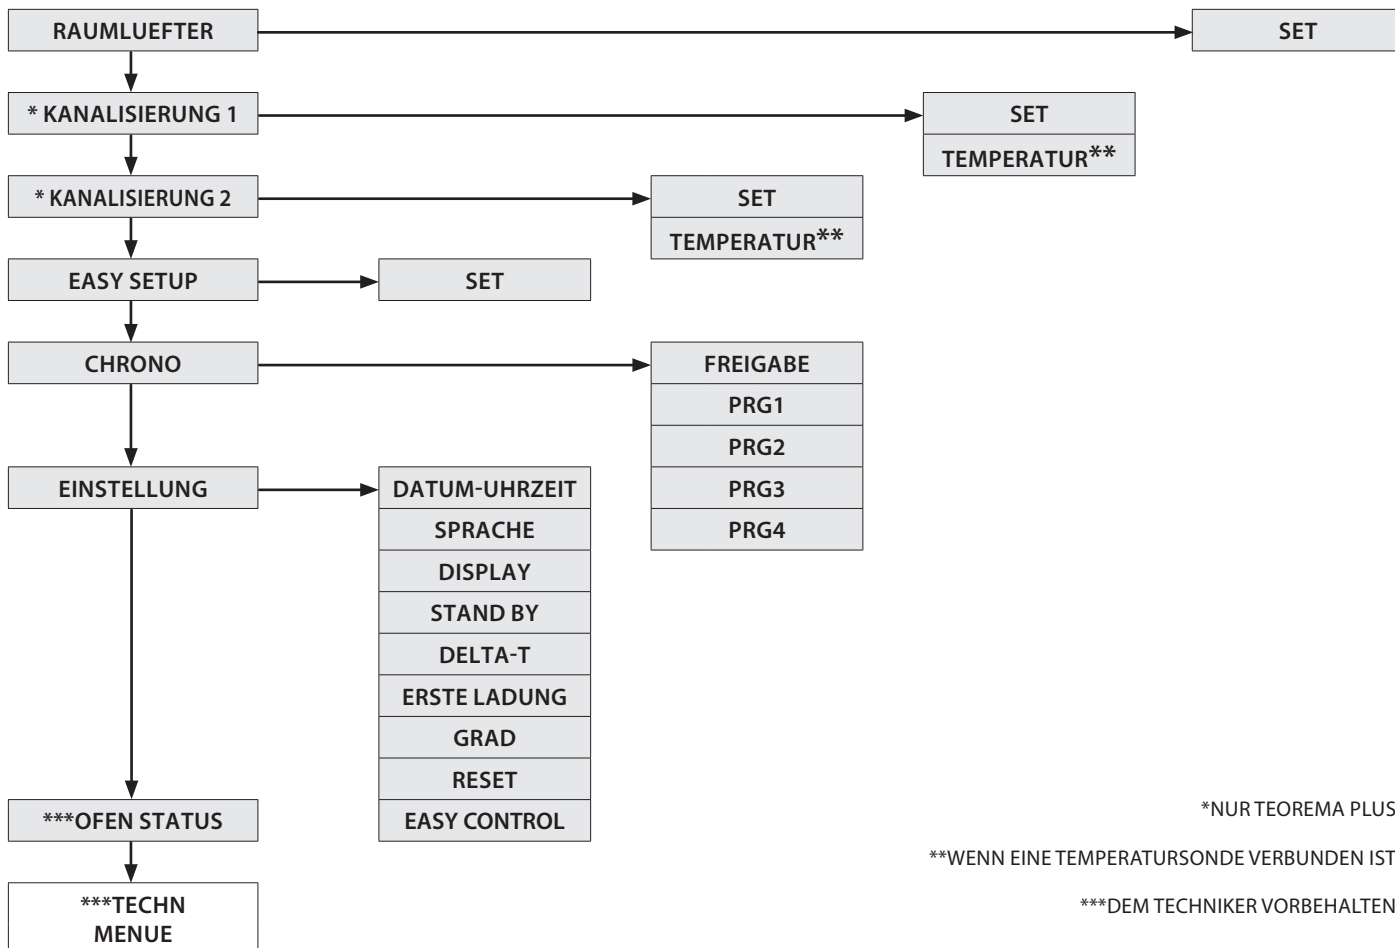 RAUMLUEFTER
SET
* KANALISIERUNG 1
SET
TEMPERATUR**
* KANALISIERUNG 2
SET
TEMPERATUR**
EASY SETUP
SET
CHRONO
FREIGABE
PRG1
PRG2
PRG3
PRG4
EINSTELLUNG
DATUM-UHRZEIT
SPRACHE
DISPLAY
STAND BY
DELTA-T
ERSTE LADUNG
GRAD
RESET
EASY CONTROL
***OFEN STATUS
***TECHN
MENUE
*NUR TEOREMA PLUS
**WENN EINE TEMPERATURSONDE VERBUNDEN IST
***DEM TECHNIKER VORBEHALTEN